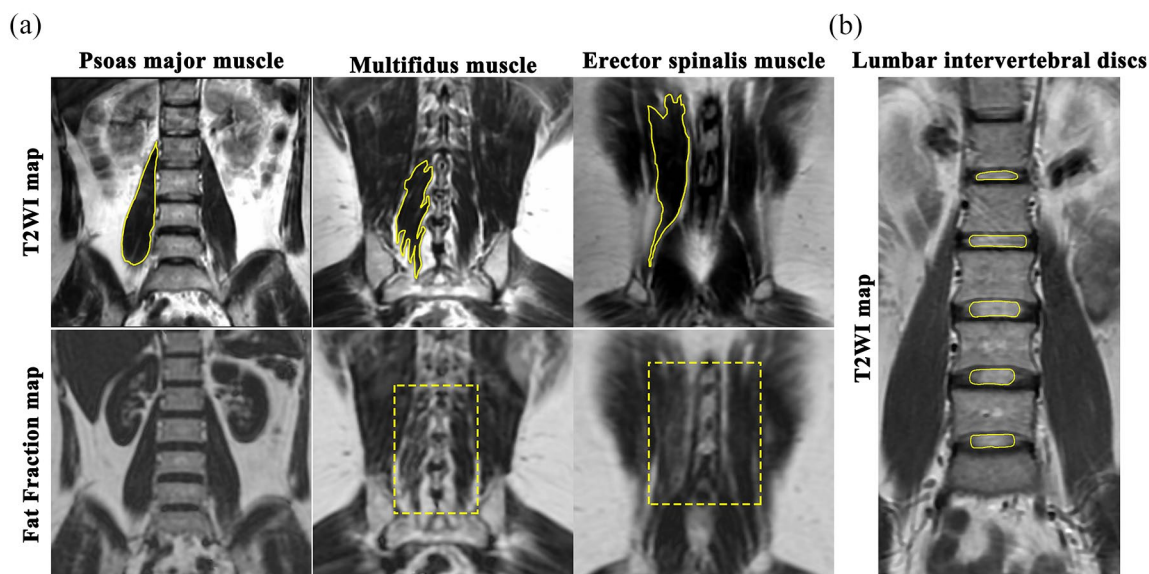 (a)
(b)
Psoas major muscle
Multifidus muscle
Erector spinalis muscle
Lumbar intervertebral discs
T2WI map
T2WI map
Fat Fraction map